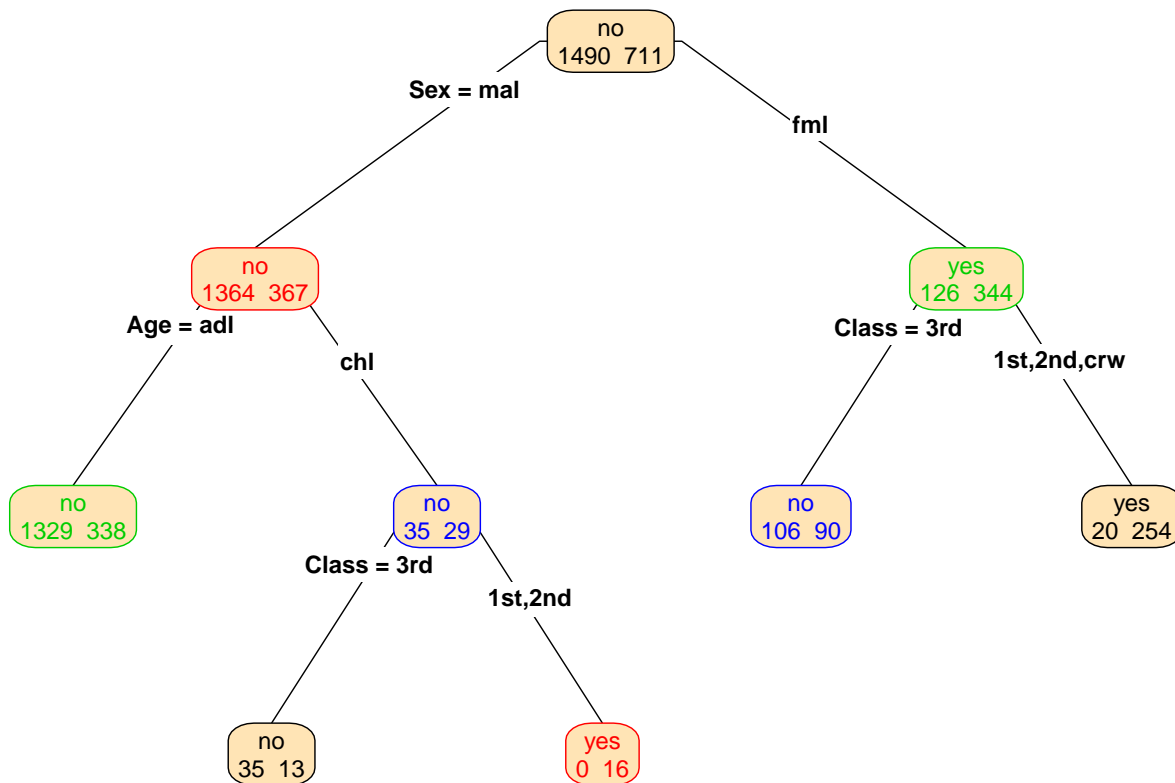 no
1490 711
Sex = mal
fml
no
1364 367
yes
126 344
Age = adl
chl
Class = 3rd
1st,2nd,crw
no
1329 338
no
35 29
no
106 90
yes
20 254
Class = 3rd
1st,2nd
no
35 13
yes
0 16